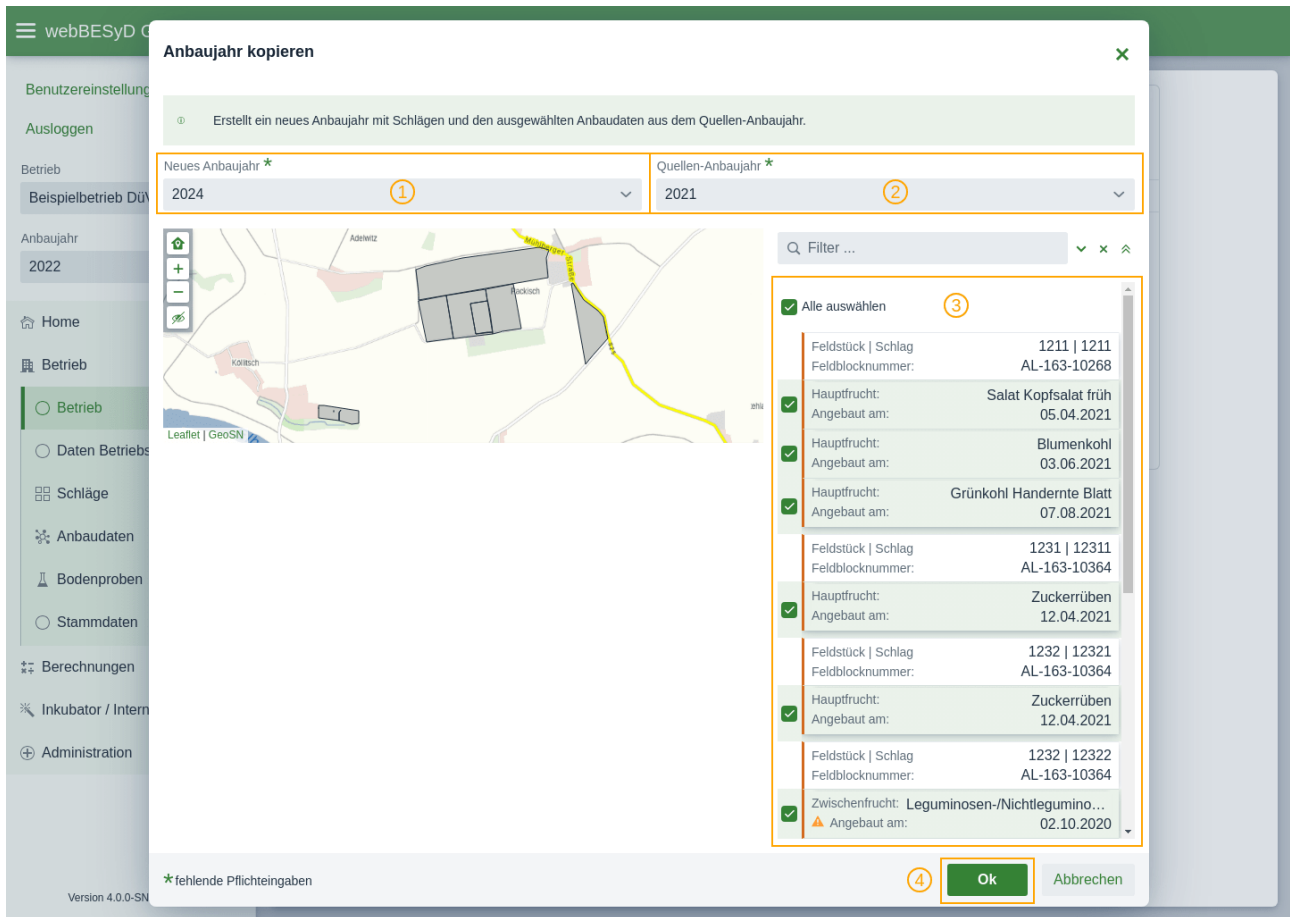 webBESyD G
Anbaujahr kopieren
Benutzereinstellung
Ausloggen
Erstellt ein neues Anbaujahr mit Schlägen und den ausgewählten Anbaudaten aus dem Quellen-Anbaujahr.
Betrieb
Beispielbetrieb DüV
Anbaujahr
2022
Neues Anbaujahr *
2024
1
Quellen-Anbaujahr *
2021
2
Home
Betrieb
Betrieb
Daten Betriebs
Schläge
Anbaudaten
Bodenproben
Stammdaten
Berechnungen
Inkubator / Intern
Administration
Version 4.0.0-SN
+
−
Adelwitz
Mühlberger Straße
Packisch
Kölitsch
S25
Leaflet | GeoSN
Filter ...
Alle auswählen
3
Feldstück | Schlag 1211 | 1211
Feldblocknummer: AL-163-10268
Hauptfrucht: Salat Kopfsalat früh
Angebaut am: 05.04.2021
Hauptfrucht: Blumenkohl
Angebaut am: 03.06.2021
Hauptfrucht: Grünkohl Handernte Blatt
Angebaut am: 07.08.2021
Feldstück | Schlag 1231 | 12311
Feldblocknummer: AL-163-10364
Hauptfrucht: Zuckerrüben
Angebaut am: 12.04.2021
Feldstück | Schlag 1232 | 12321
Feldblocknummer: AL-163-10364
Hauptfrucht: Zuckerrüben
Angebaut am: 12.04.2021
Feldstück | Schlag 1232 | 12322
Feldblocknummer: AL-163-10364
Zwischenfrucht: Leguminosen-/Nichtlegumino…
Angebaut am: 02.10.2020
*fehlende Pflichteingaben
4
Ok
Abbrechen